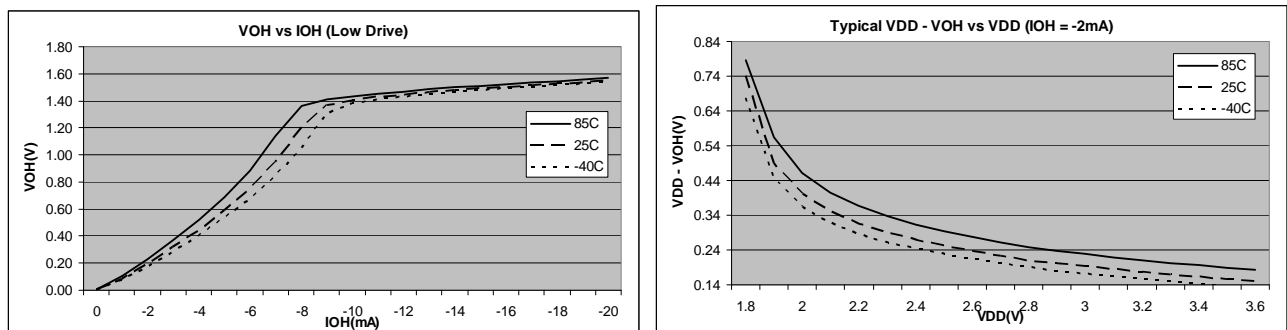 VOH vs IOH (Low Drive)
1.80
1.60
1.40
1.20
1.00
0.80
0.60
0.40
0.20
0.00
VOH(V)
85C
25C
-40C
0 -2 -4 -6 -8 -10 -12 -14 -16 -18 -20
IOH(mA)
Typical VDD - VOH vs VDD (IOH = -2mA)
0.84
0.74
0.64
0.54
0.44
0.34
0.24
0.14
VDD - VOH(V)
85C
25C
-40C
1.8 2 2.2 2.4 2.6 2.8 3 3.2 3.4 3.6
VDD(V)